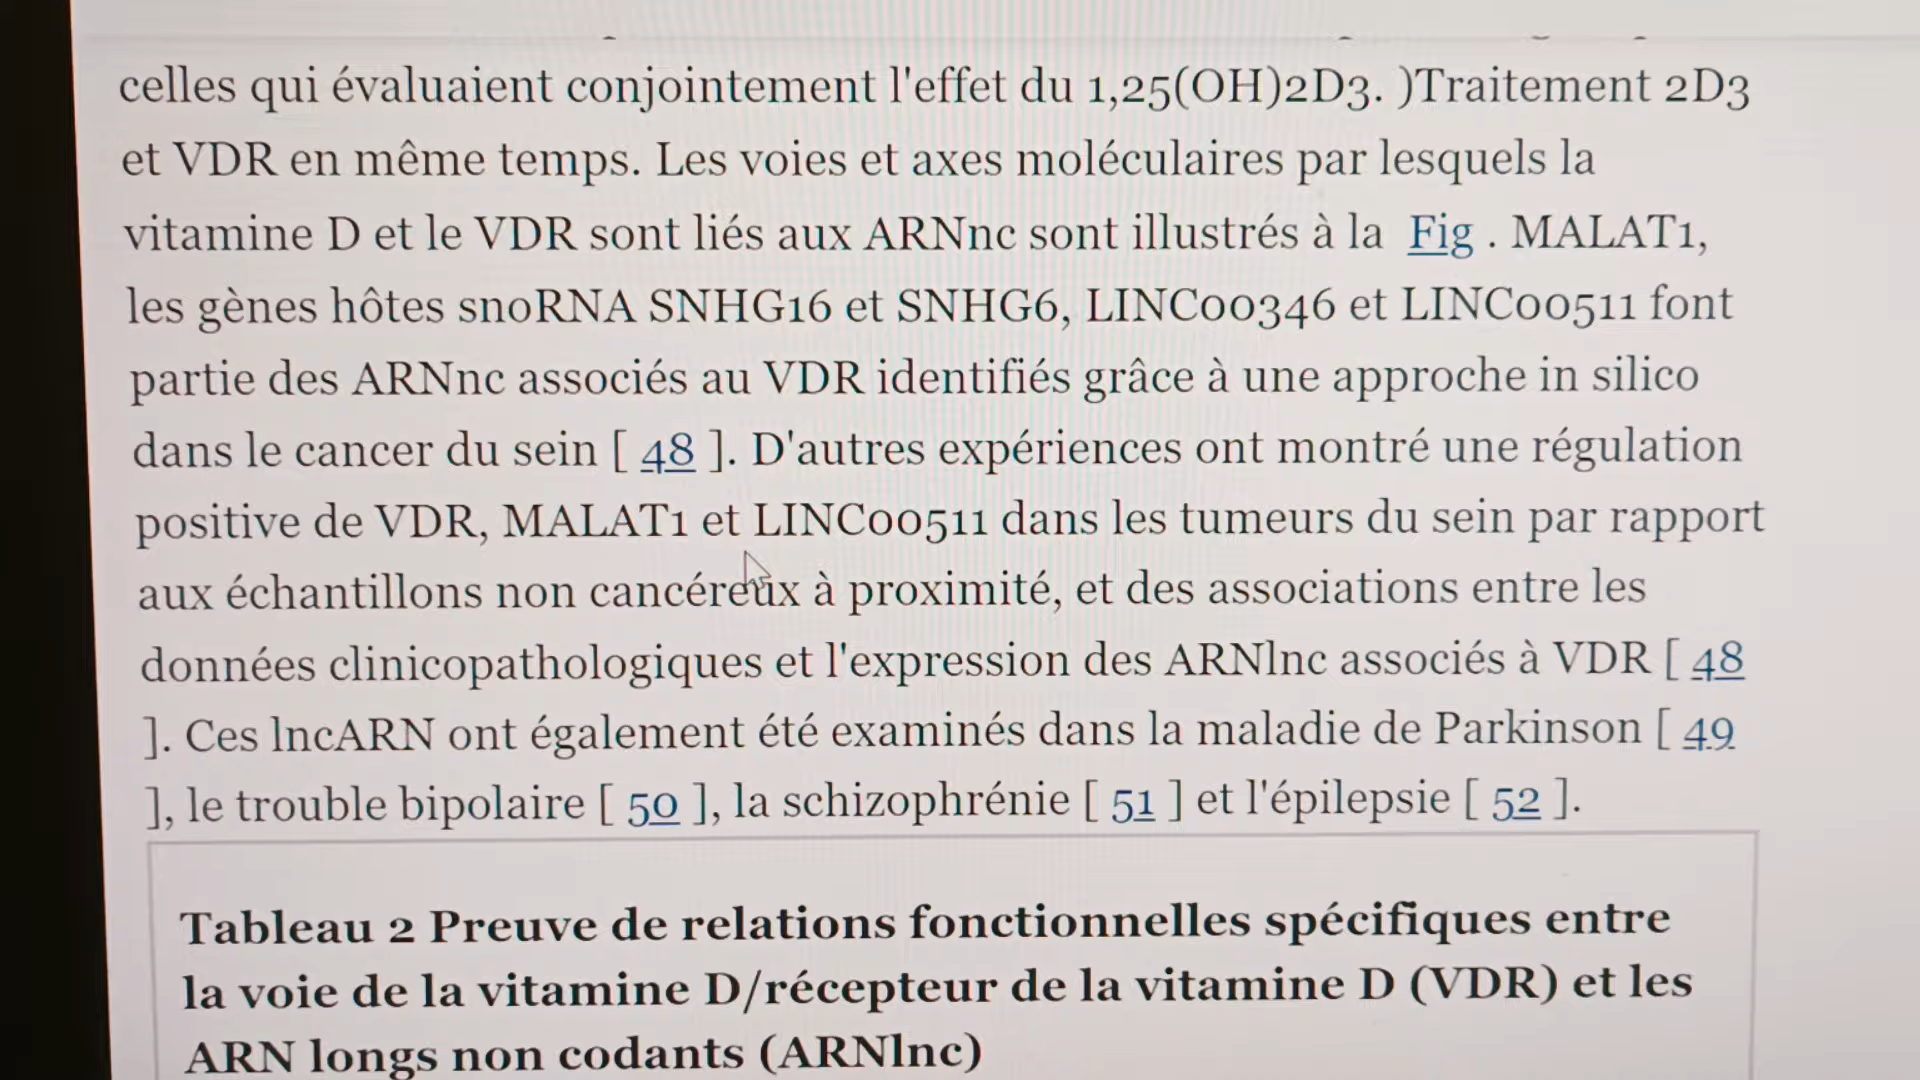 celles qui évaluaient conjointement l'effet du 1,25(OH)2D3. )Traitement 2D3
et VDR en même temps. Les voies et axes moléculaires par lesquels la
vitamine D et le VDR sont liés aux ARNnc sont illustrés à la Fig . MALAT1,
les gènes hôtes snoRNA SNHG16 et SNHG6, LINC00346 et LINC00511 font
partie des ARNnc associés au VDR identifiés grâce à une approche in silico
dans le cancer du sein [ 48 ]. D'autres expériences ont montré une régulation
positive de VDR, MALAT1 et LINC00511 dans les tumeurs du sein par rapport
aux échantillons non cancéreux à proximité, et des associations entre les
données clinicopathologiques et l'expression des ARNlnc associés à VDR [ 48
]. Ces lncARN ont également été examinés dans la maladie de Parkinson [ 49
], le trouble bipolaire [ 50 ], la schizophrénie [ 51 ] et l'épilepsie [ 52 ].
Tableau 2 Preuve de relations fonctionnelles spécifiques entre
la voie de la vitamine D/récepteur de la vitamine D (VDR) et les
ARN longs non codants (ARNlnc)